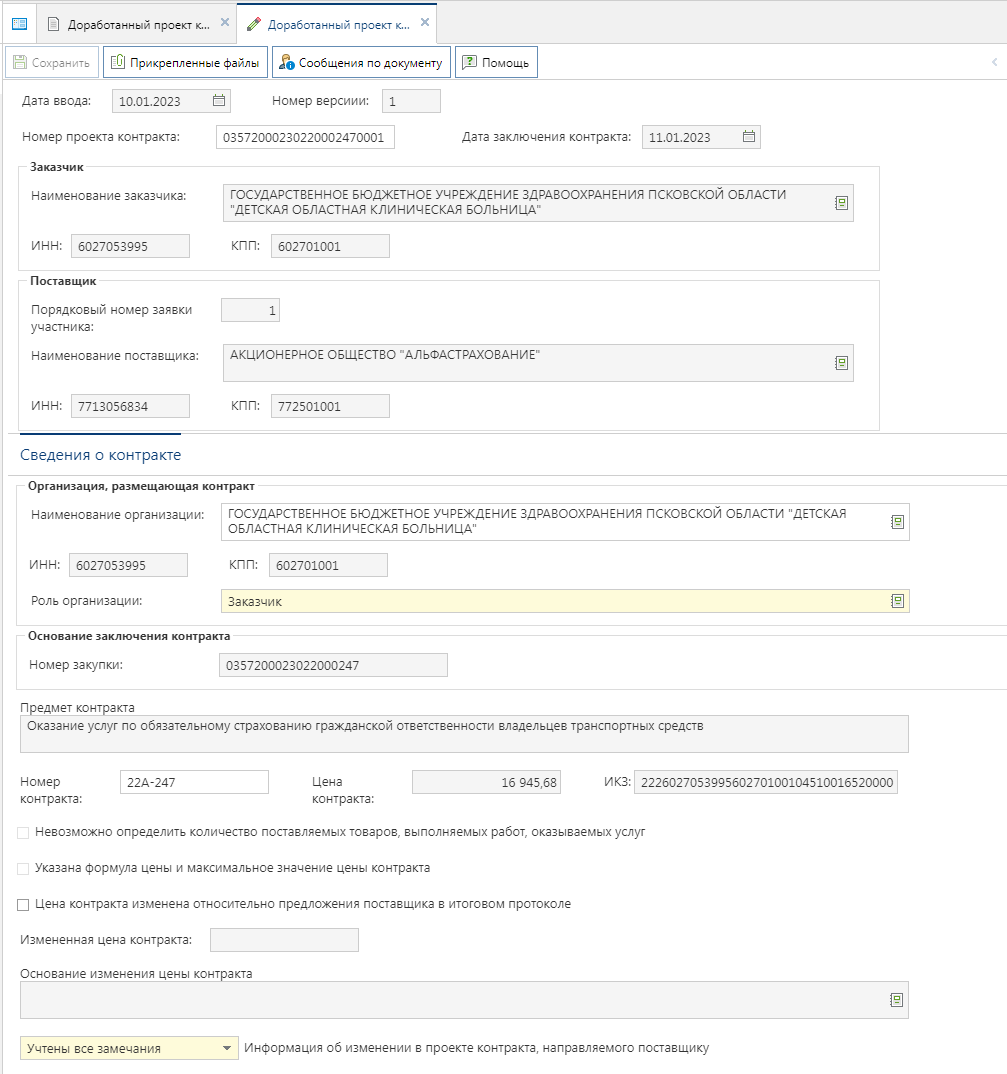 Доработанный проект к...
Доработанный проект к...
Сохранить
Прикрепленные файлы
Сообщения по документу
Помощь
Дата ввода: 10.01.2023 Номер версиии: 1
Номер проекта контракта: 03572000230220002470001 Дата заключения контракта: 11.01.2023
Заказчик
Наименование заказчика: ГОСУДАРСТВЕННОЕ БЮДЖЕТНОЕ УЧРЕЖДЕНИЕ ЗДРАВООХРАНЕНИЯ ПСКОВСКОЙ ОБЛАСТИ
"ДЕТСКАЯ ОБЛАСТНАЯ КЛИНИЧЕСКАЯ БОЛЬНИЦА"
ИНН: 6027053995 КПП: 602701001
Поставщик
Порядковый номер заявки
участника:
1
Наименование поставщика: АКЦИОНЕРНОЕ ОБЩЕСТВО "АЛЬФАСТРАХОВАНИЕ"
ИНН: 7713056834 КПП: 772501001
Сведения о контракте
Организация, размещающая контракт
Наименование организации: ГОСУДАРСТВЕННОЕ БЮДЖЕТНОЕ УЧРЕЖДЕНИЕ ЗДРАВООХРАНЕНИЯ ПСКОВСКОЙ ОБЛАСТИ "ДЕТСКАЯ
ОБЛАСТНАЯ КЛИНИЧЕСКАЯ БОЛЬНИЦА"
ИНН: 6027053995 КПП: 602701001
Роль организации: Заказчик
Основание заключения контракта
Номер закупки: 0357200023022000247
Предмет контракта
Оказание услуг по обязательному страхованию гражданской ответственности владельцев транспортных средств
Номер
контракта:
22А-247
Цена
контракта:
16 945,68
ИКЗ: 222602705399560270100104510016520000
Невозможно определить количество поставляемых товаров, выполняемых работ, оказываемых услуг
Указана формула цены и максимальное значение цены контракта
Цена контракта изменена относительно предложения поставщика в итоговом протоколе
Измененная цена контракта:
Основание изменения цены контракта
Учтены все замечания Информация об изменении в проекте контракта, направляемого поставщику